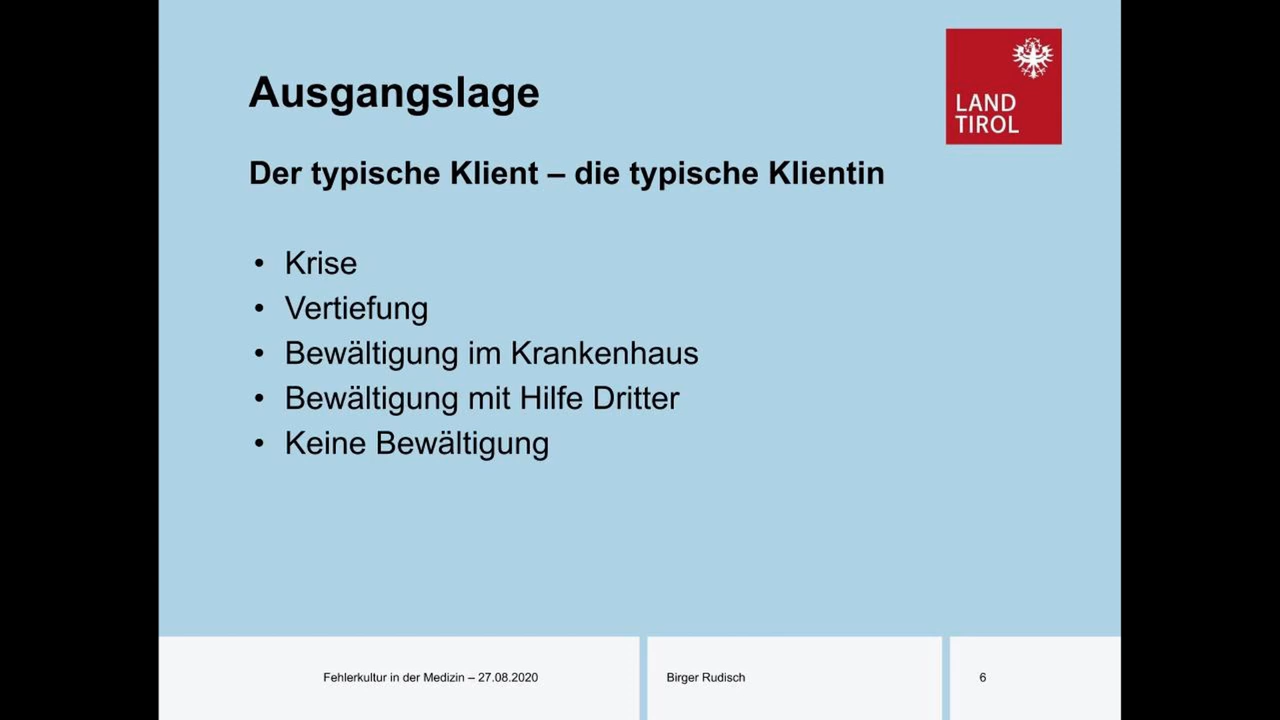 Ausgangslage
LAND
TIROL
Der typische Klient – die typische Klientin
• Krise
• Vertiefung
• Bewältigung im Krankenhaus
• Bewältigung mit Hilfe Dritter
• Keine Bewältigung
Fehlerkultur in der Medizin – 27.08.2020
Birger Rudisch
6